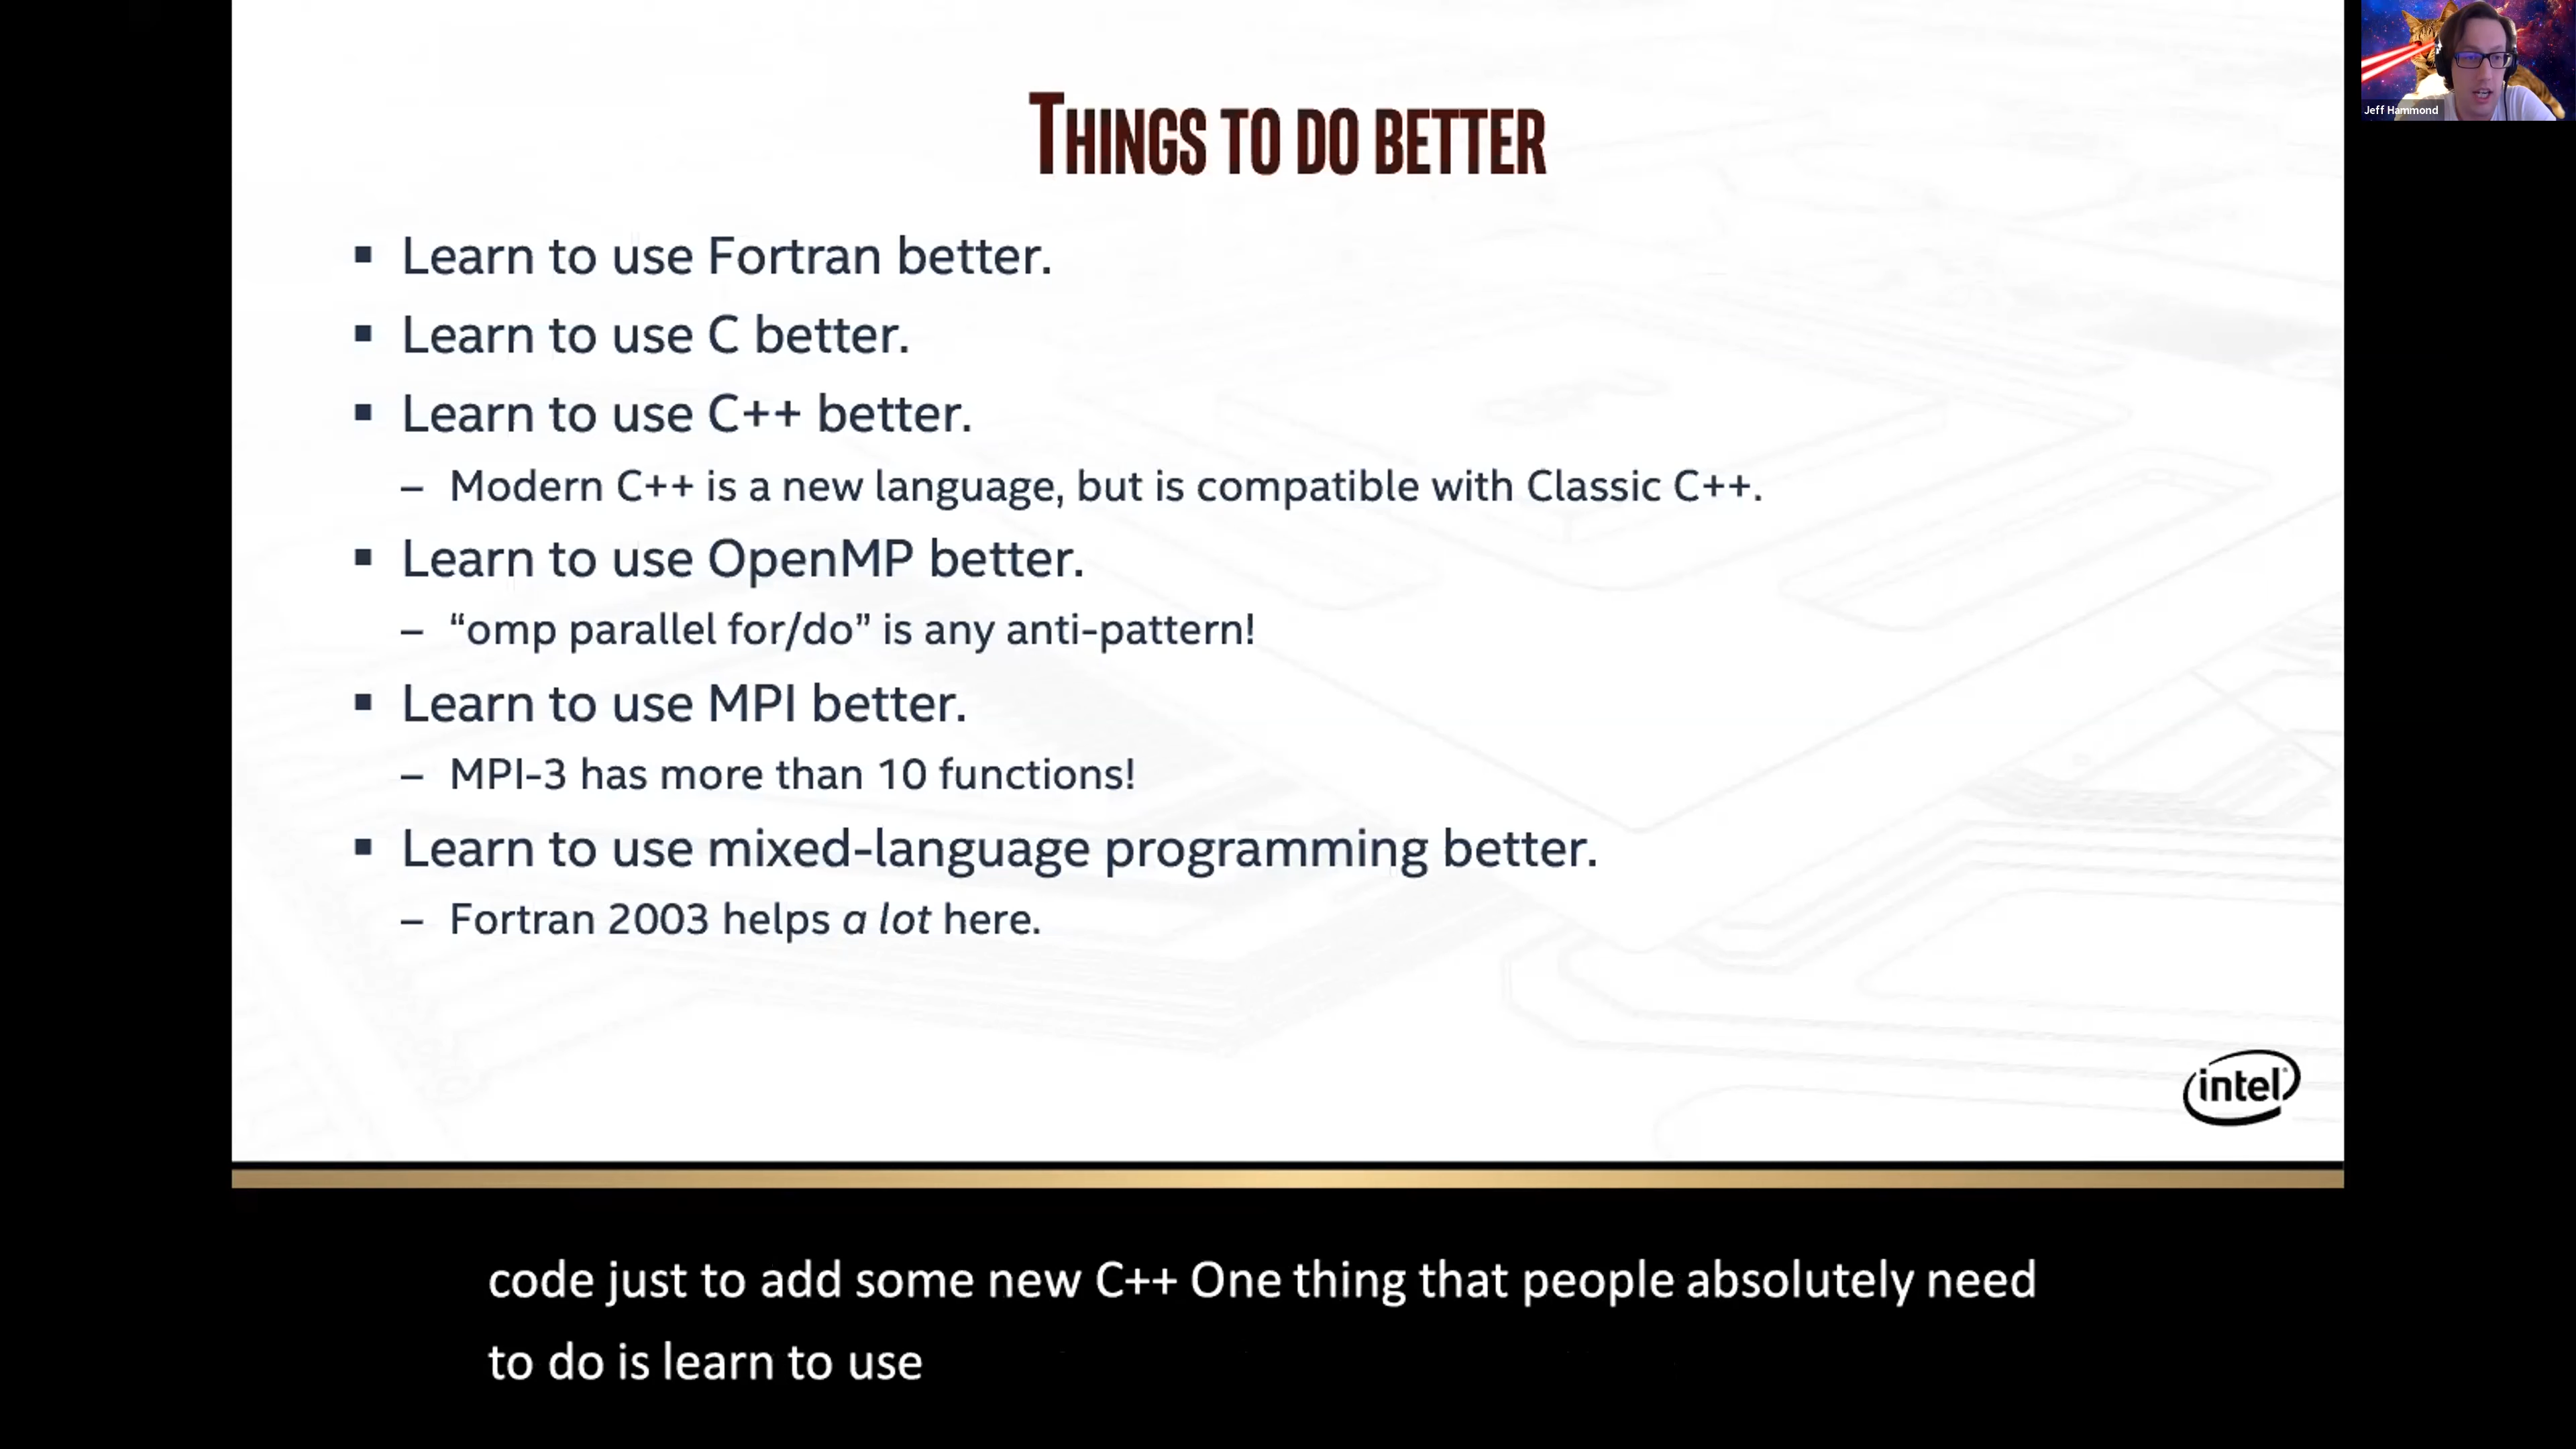 Jeff Hammond
THINGS TO DO BETTER
▪ Learn to use Fortran better.
▪ Learn to use C better.
▪ Learn to use C++ better.
– Modern C++ is a new language, but is compatible with Classic C++.
▪ Learn to use OpenMP better.
– “omp parallel for/do” is any anti-pattern!
▪ Learn to use MPI better.
– MPI-3 has more than 10 functions!
▪ Learn to use mixed-language programming better.
– Fortran 2003 helps a lot here.
intel
code just to add some new C++ One thing that people absolutely need
to do is learn to use